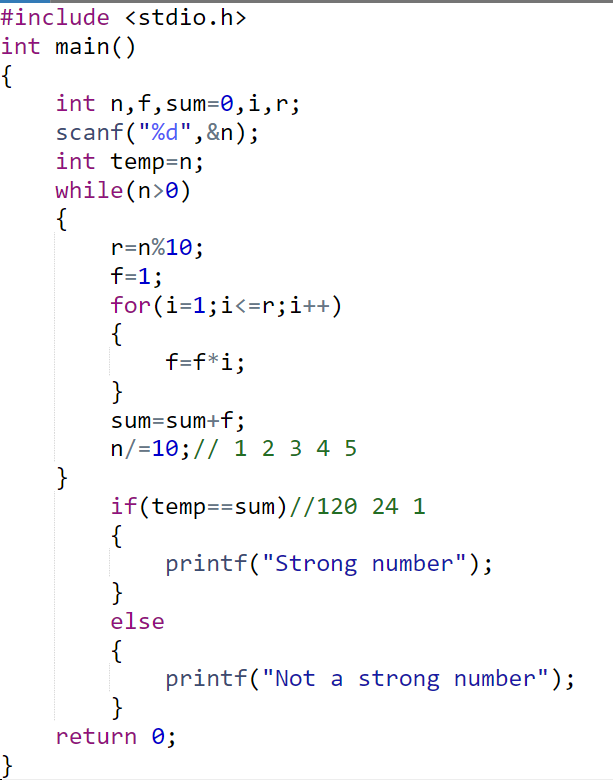 #include <stdio.h>
int main()
{
    int n,f,sum=0,i,r;
    scanf("%d",&n);
    int temp=n;
    while(n>0)
    {
        r=n%10;
        f=1;
        for(i=1;i<=r;i++)
        {
            f=f*i;
        }
        sum=sum+f;
        n/=10;// 1 2 3 4 5
    }
        if(temp==sum)//120 24 1
        {
            printf("Strong number");
        }
        else
        {
            printf("Not a strong number");
        }
    return 0;
}